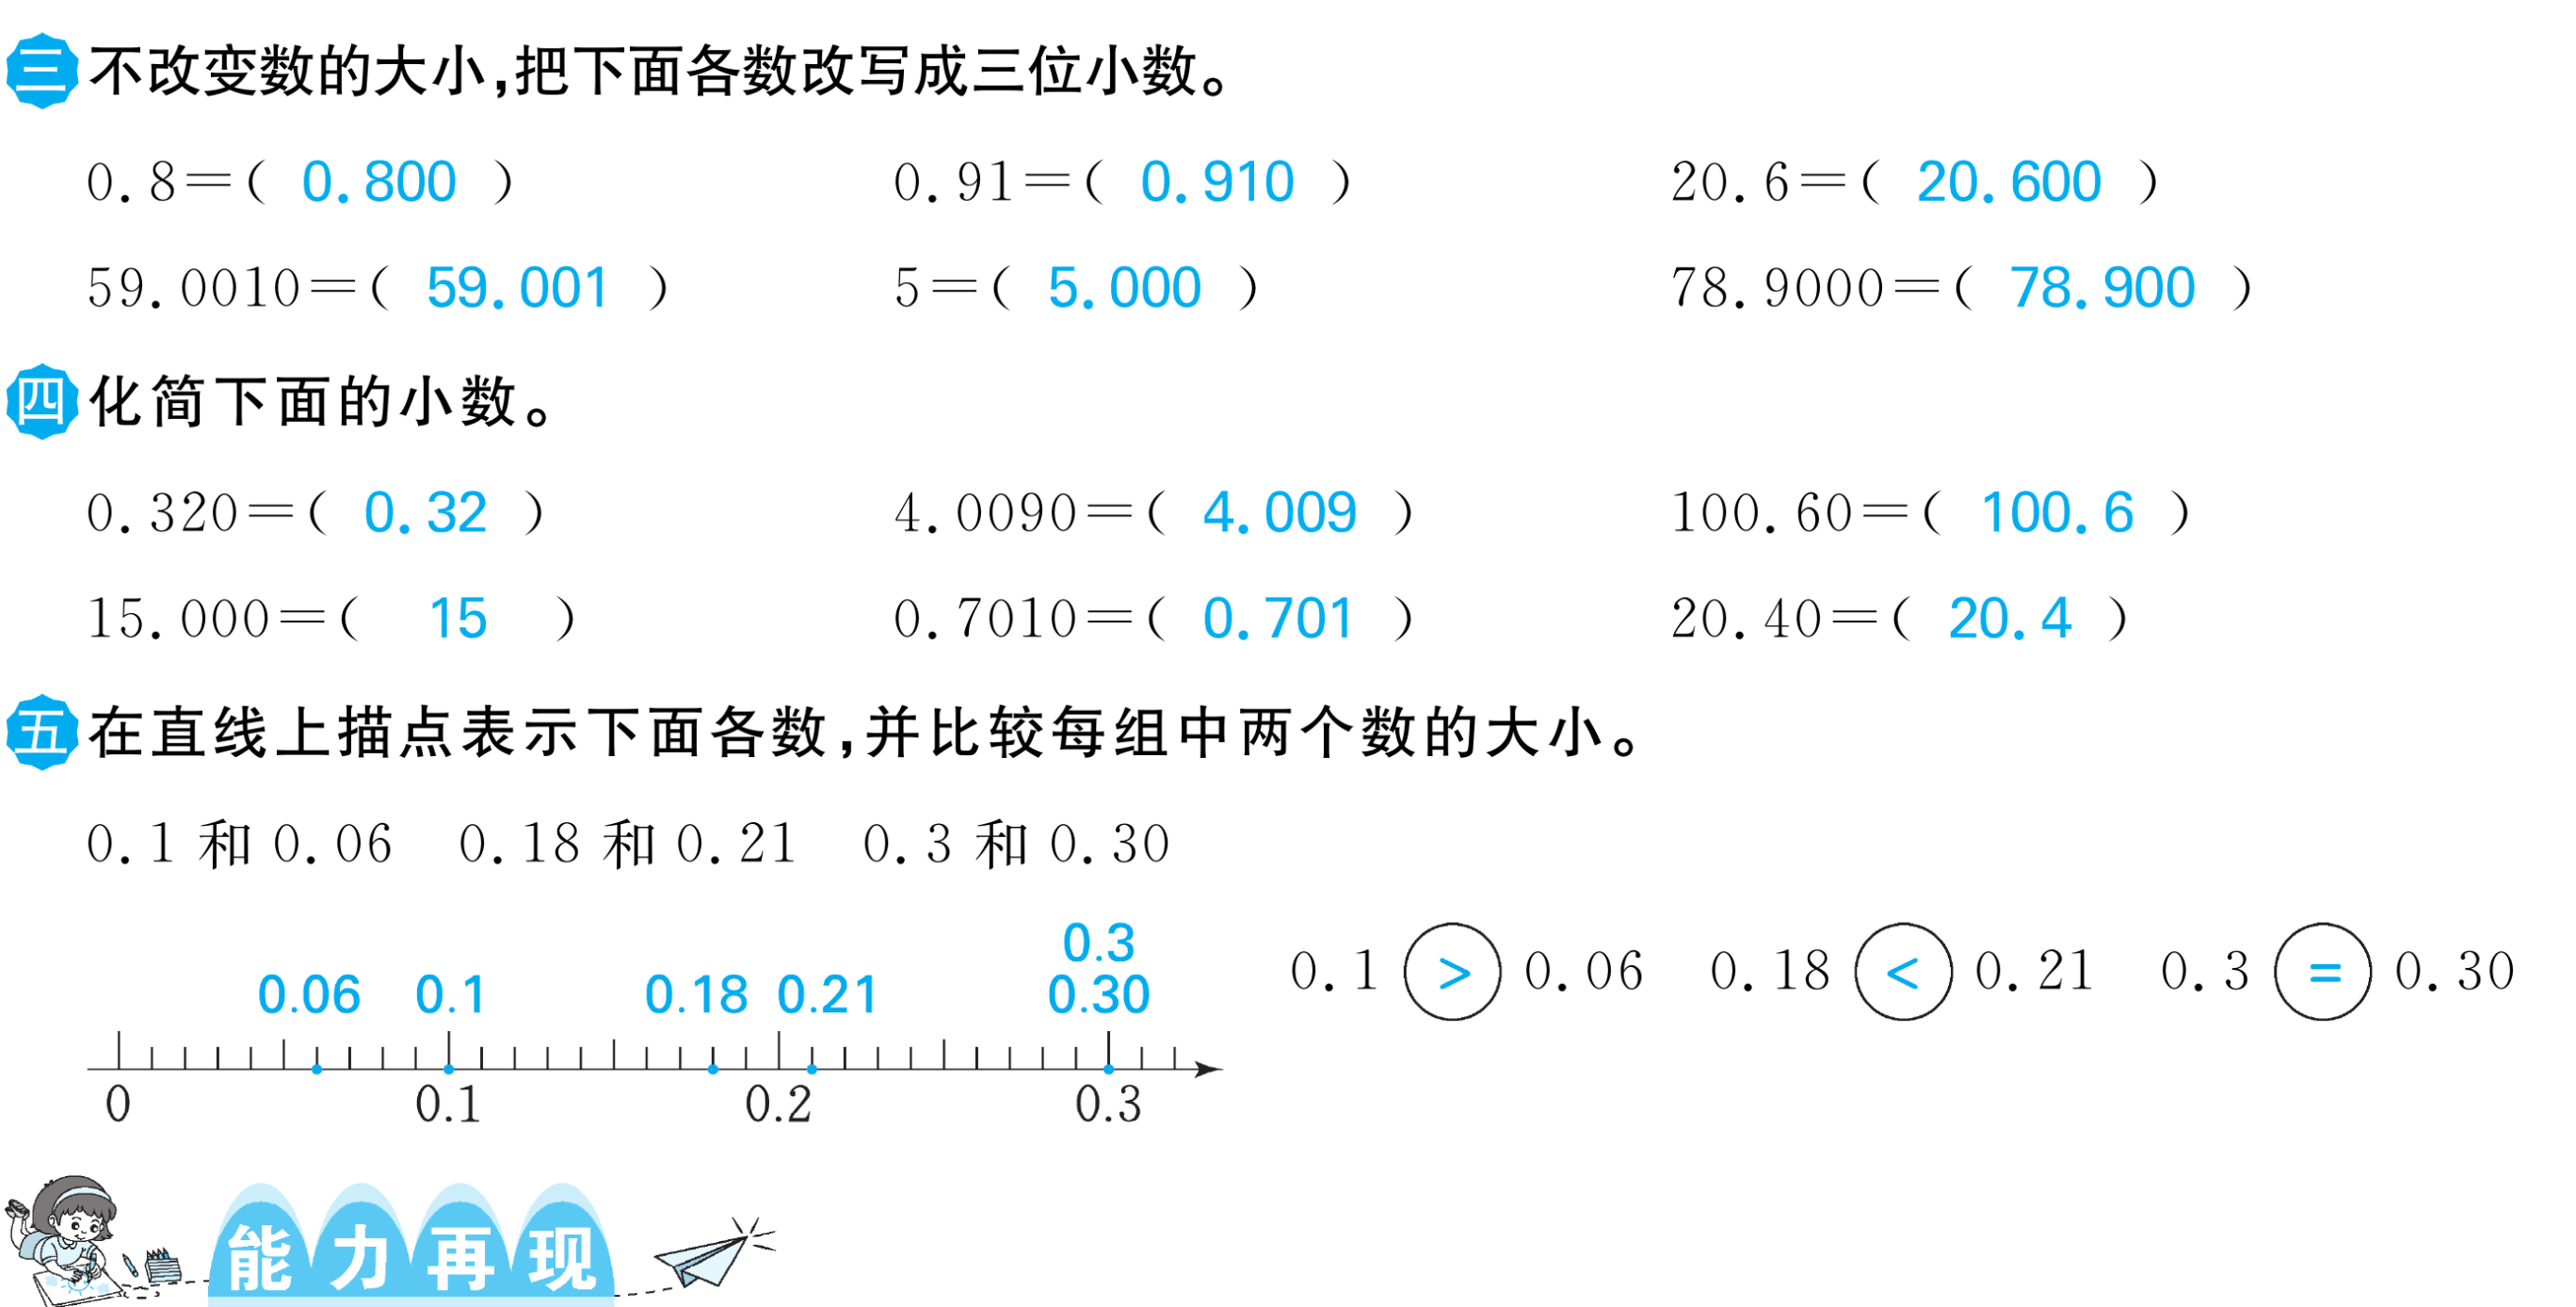 三 不改变数的大小,把下面各数改写成三位小数。
0.8=( 0.800 ) 0.91=( 0.910 ) 20.6=( 20.600 )
59.0010=( 59.001 ) 5=( 5.000 ) 78.9000=( 78.900 )
四 化简下面的小数。
0.320=( 0.32 ) 4.0090=( 4.009 ) 100.60=( 100.6 )
15.000=( 15 ) 0.7010=( 0.701 ) 20.40=( 20.4 )
五 在直线上描点表示下面各数,并比较每组中两个数的大小。
0.1 和 0.06 0.18 和 0.21 0.3 和 0.30
0.3
0.06 0.1 0.18 0.21 0.30
0 0.1 0.2 0.3
0.1 > 0.06 0.18 < 0.21 0.3 = 0.30
能力再现